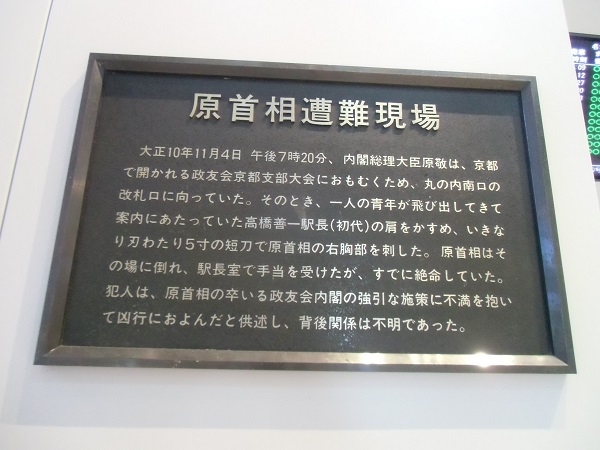 原首相遭難現場
大正10年11月4日 午後7時20分、内閣総理大臣原敬は、京都
で開かれる政友会京都支部大会におもむくため、丸の内南口の
改札口に向っていた。そのとき、一人の青年が飛び出してきて
案内にあたっていた高橋善一駅長(初代)の肩をかすめ、いきな
り刃わたり5寸の短刀で原首相の右胸部を刺した。原首相はそ
の場に倒れ、駅長室で手当を受けたが、すでに絶命していた。
犯人は、原首相の卒いる政友会内閣の強引な施策に不満を抱い
て凶行におよんだと供述し、背後関係は不明であった。